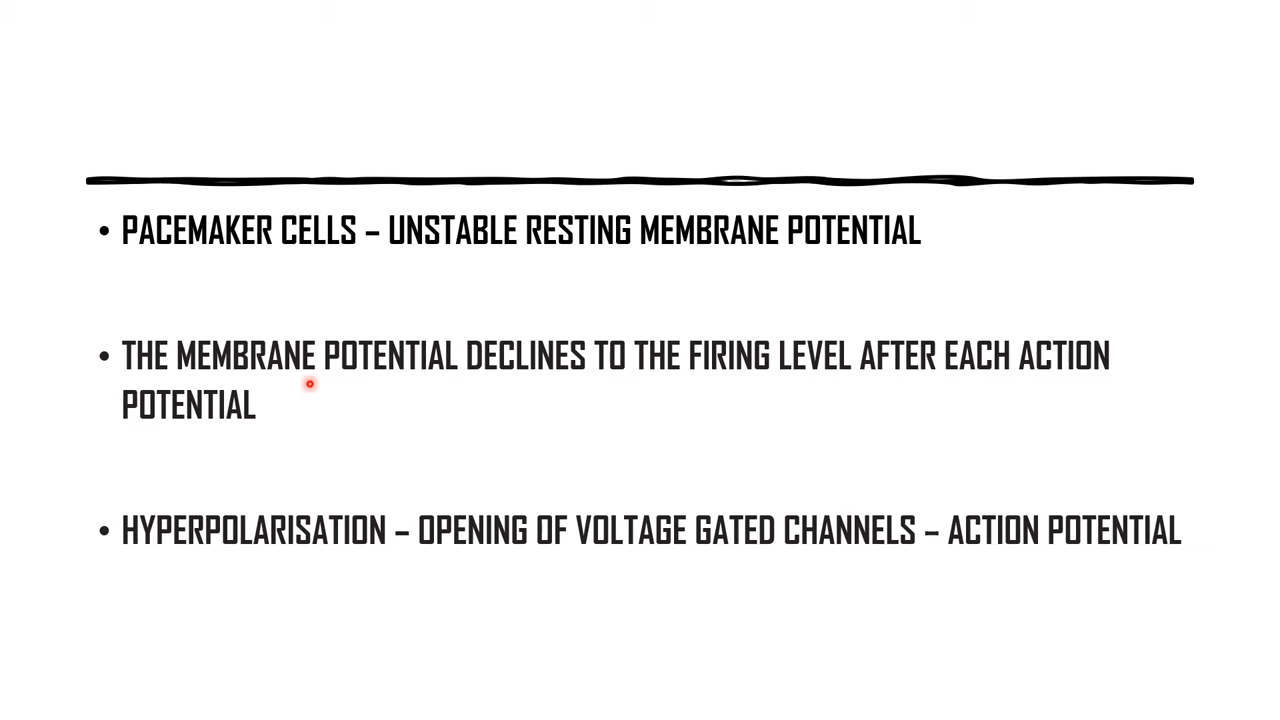 • PACEMAKER CELLS – UNSTABLE RESTING MEMBRANE POTENTIAL
• THE MEMBRANE POTENTIAL DECLINES TO THE FIRING LEVEL AFTER EACH ACTION
POTENTIAL
• HYPERPOLARISATION – OPENING OF VOLTAGE GATED CHANNELS – ACTION POTENTIAL